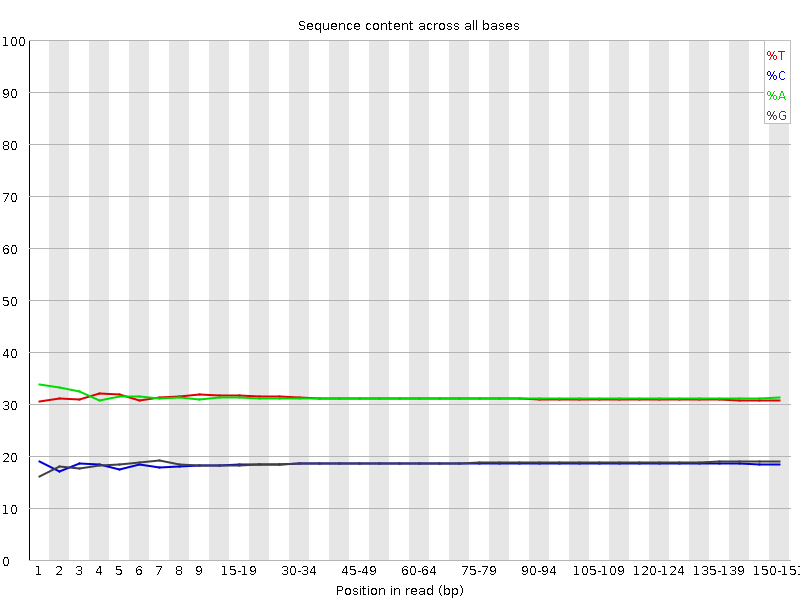 Sequence content across all bases
100
90
80
70
60
50
40
30
20
10
0
%T
%C
%A
%G
1 2 3 4 5 6 7 8 9 15-19 30-34 45-49 60-64 75-79 90-94 105-109 120-124 135-139 150-151
Position in read (bp)